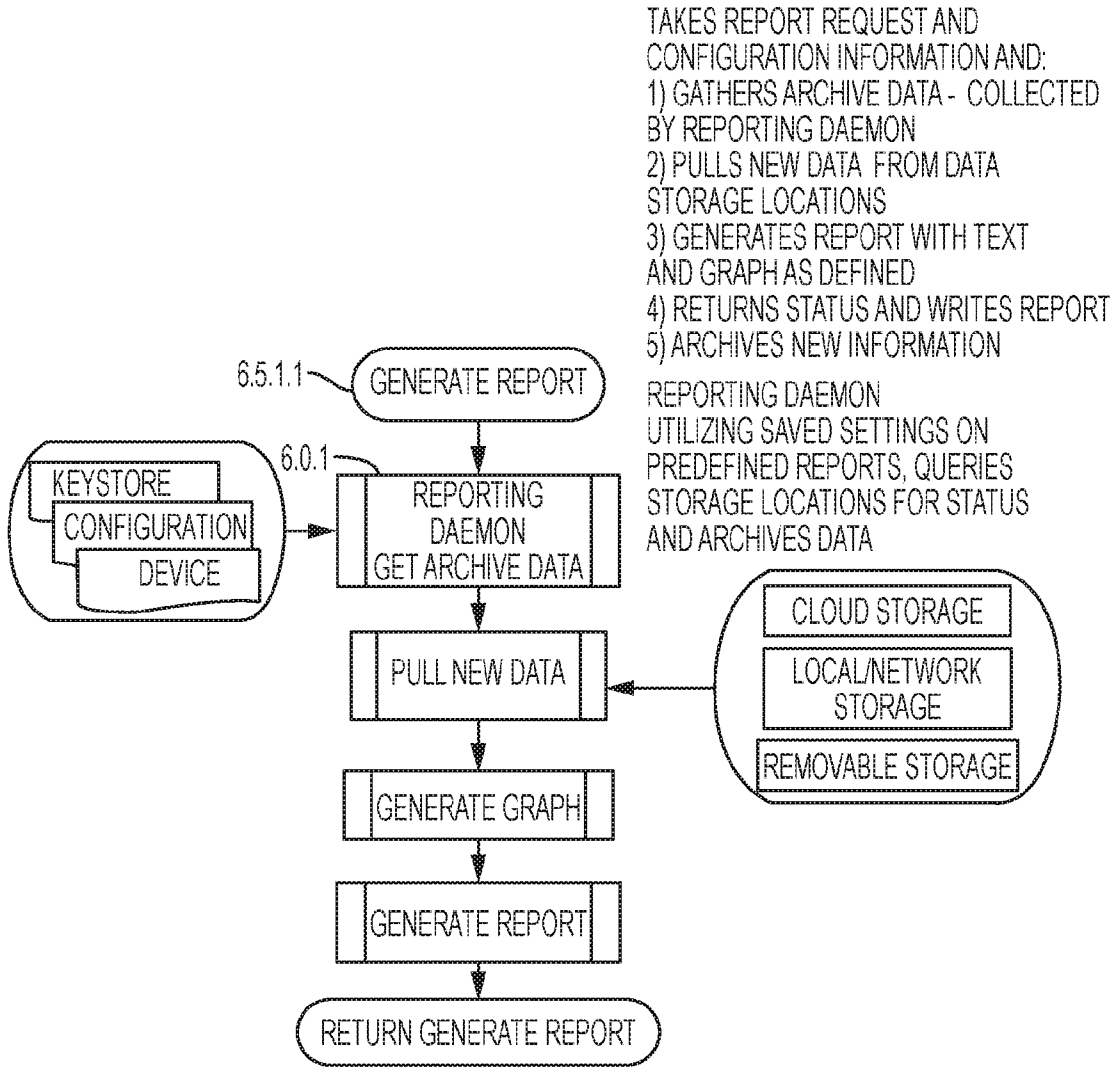 TAKES REPORT REQUEST AND
CONFIGURATION INFORMATION AND:
1) GATHERS ARCHIVE DATA - COLLECTED
BY REPORTING DAEMON
2) PULLS NEW DATA FROM DATA
STORAGE LOCATIONS
3) GENERATES REPORT WITH TEXT
AND GRAPH AS DEFINED
4) RETURNS STATUS AND WRITES REPORT
5) ARCHIVES NEW INFORMATION
REPORTING DAEMON
UTILIZING SAVED SETTINGS ON
PREDEFINED REPORTS, QUERIES
STORAGE LOCATIONS FOR STATUS
AND ARCHIVES DATA
6.5.1.1
GENERATE REPORT
6.0.1
KEYSTORE
CONFIGURATION
DEVICE
REPORTING
DAEMON
GET ARCHIVE DATA
PULL NEW DATA
CLOUD STORAGE
LOCAL/NETWORK
STORAGE
REMOVABLE STORAGE
GENERATE GRAPH
GENERATE REPORT
RETURN GENERATE REPORT